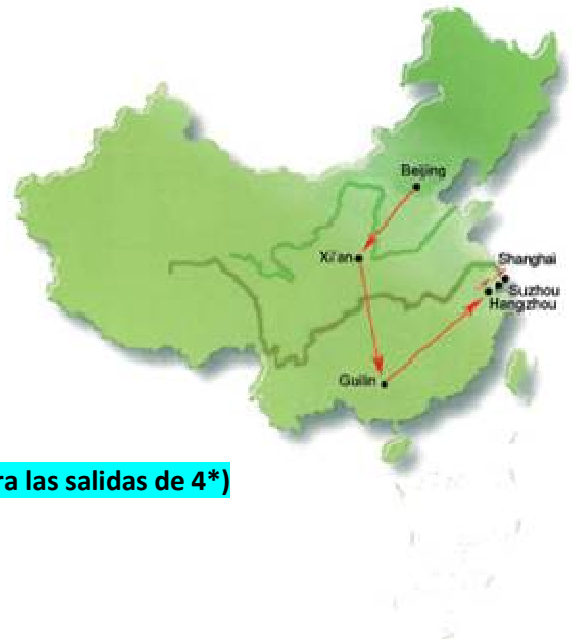 Beijing
Xi'an
Shanghai
Suzhou
Hangzhou
Guilin
ra las salidas de 4*)